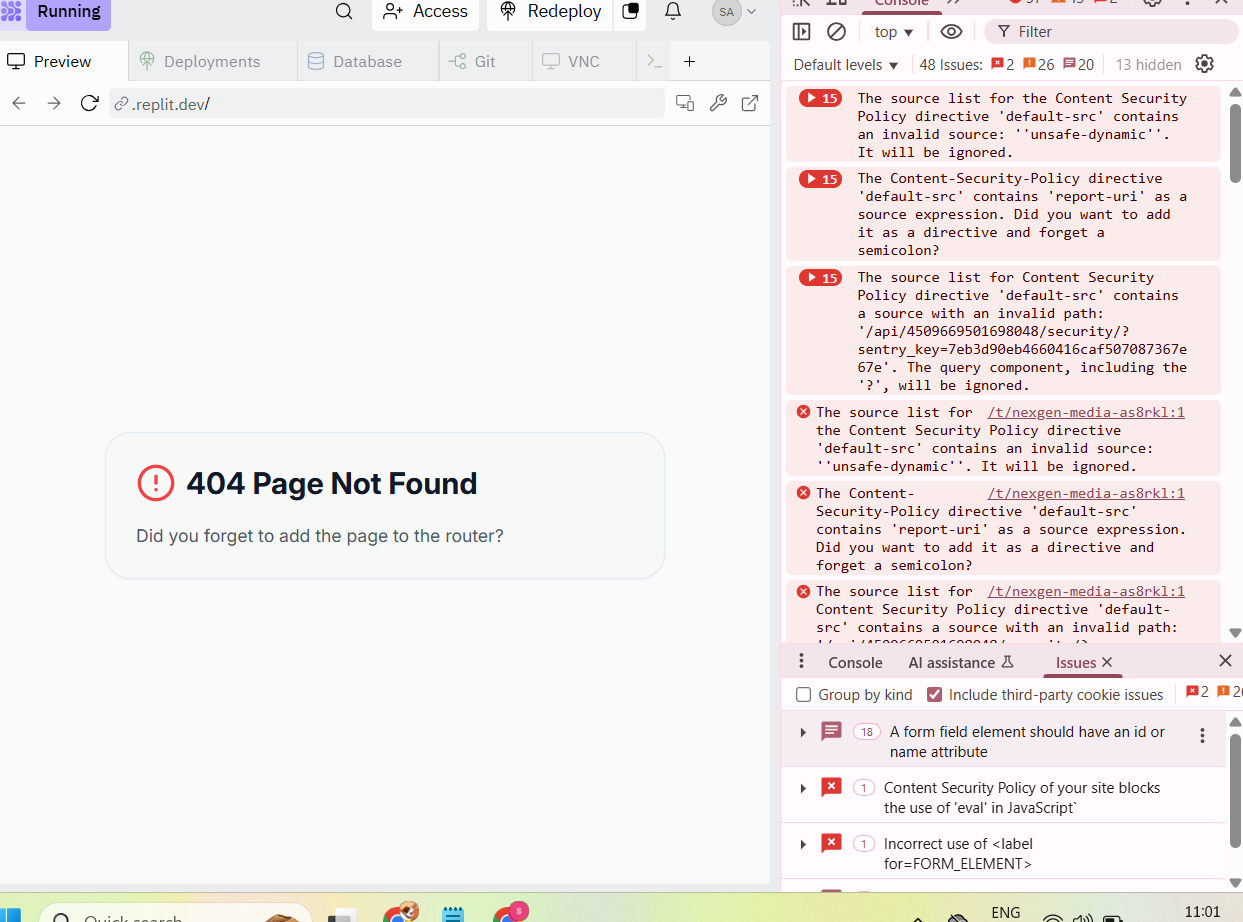 Running
Access
Redeploy
SA
Preview
Deployments
Database
Git
VNC
.replit.dev/
404 Page Not Found
Did you forget to add the page to the router?
Console
top
Filter
Default levels
48 Issues:
2
26
20
13 hidden
15
The source list for the Content Security
Policy directive 'default-src' contains
an invalid source: ''unsafe-dynamic''.
It will be ignored.
15
The Content-Security-Policy directive
'default-src' contains 'report-uri' as a
source expression. Did you want to add
it as a directive and forget a
semicolon?
15
The source list for Content Security
Policy directive 'default-src' contains
a source with an invalid path:
'/api/4509669501698048/security/?
sentry_key=7eb3d90eb4660416caf507087367e
67e'. The query component, including the
'?', will be ignored.
The source list for /t/nexgen-media-as8rkl:1
the Content Security Policy directive
'default-src' contains an invalid source:
''unsafe-dynamic''. It will be ignored.
The Content- /t/nexgen-media-as8rkl:1
Security-Policy directive 'default-src'
contains 'report-uri' as a source expression.
Did you want to add it as a directive and
forget a semicolon?
The source list for /t/nexgen-media-as8rkl:1
Content Security Policy directive 'default-
src' contains a source with an invalid path:
Console
AI assistance
Issues
Group by kind
Include third-party cookie issues
2
26
18
A form field element should have an id or
name attribute
1
Content Security Policy of your site blocks
the use of 'eval' in JavaScript`
1
Incorrect use of <label
for=FORM_ELEMENT>
Quick search
S
ENG
11:01